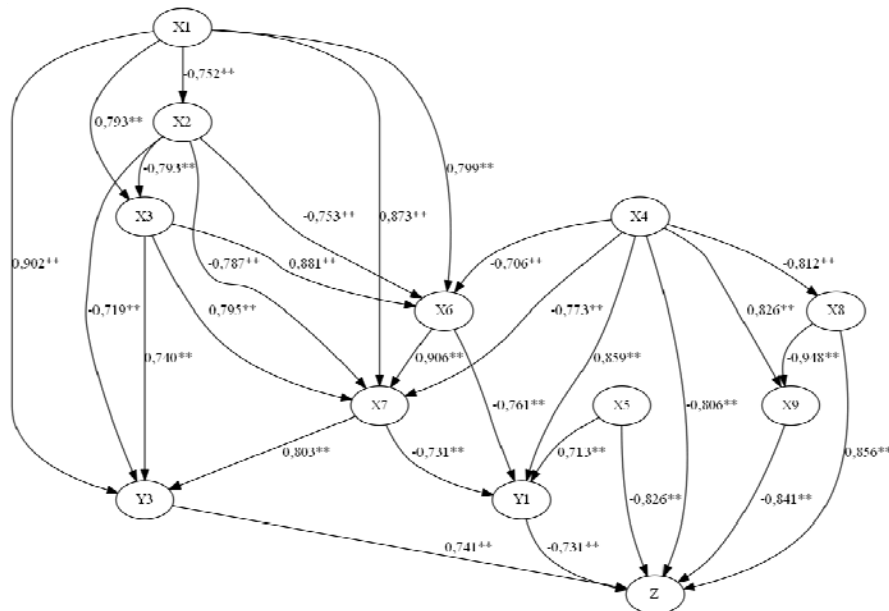 X1
-0,752**
X2
0,793**
-0,793**
0,799**
X3
-0,753**
0,873**
X4
0,902**
-0,787**
0,881**
-0,706**
-0,812**
-0,719**
0,795**
X6
-0,773**
0,826**
X8
0,740**
0,906**
0,859**
-0,948**
X7
-0,761**
X5
-0,806**
X9
0,803**
-0,731**
0,713**
0,856**
Y3
Y1
-0,826**
-0,841**
0,741**
-0,731**
Z